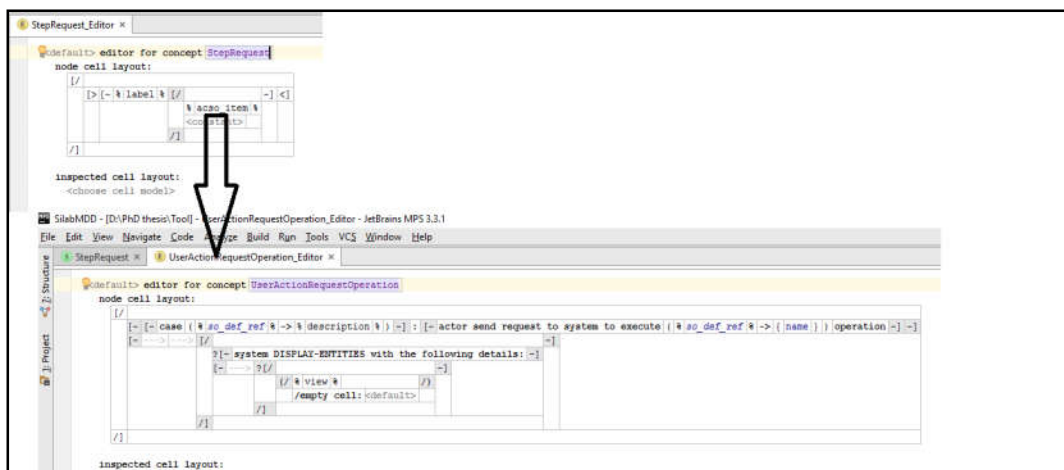 StepRequest_Editor ×
<default> editor for concept StepRequest
node cell layout:
[/
[> [- % label % [/ -] <]
% acso_item %
<constant>
/]
/]
inspected cell layout:
<choose cell model>
SilabMDD - [D:\PhD thesis\Tool] - UserActionRequestOperation_Editor - JetBrains MPS 3.3.1
File Edit View Navigate Code Analyze Build Run Tools VCS Window Help
StepRequest × UserActionRequestOperation_Editor ×
2: Structure
1: Project
<default> editor for concept UserActionRequestOperation
node cell layout:
[/
[- [- case ( % so_def_ref % -> % description % ) -] : [- actor send request to system to execute ( % so_def_ref % -> { name } ) operation -] -]
[- ---> ---> [/ -]
?[- system DISPLAY-ENTITIES with the following details: -]
[- ---> ?[/ -]
(/ % view % /)
/empty cell: <default>
/]
/]
/]
inspected cell layout: